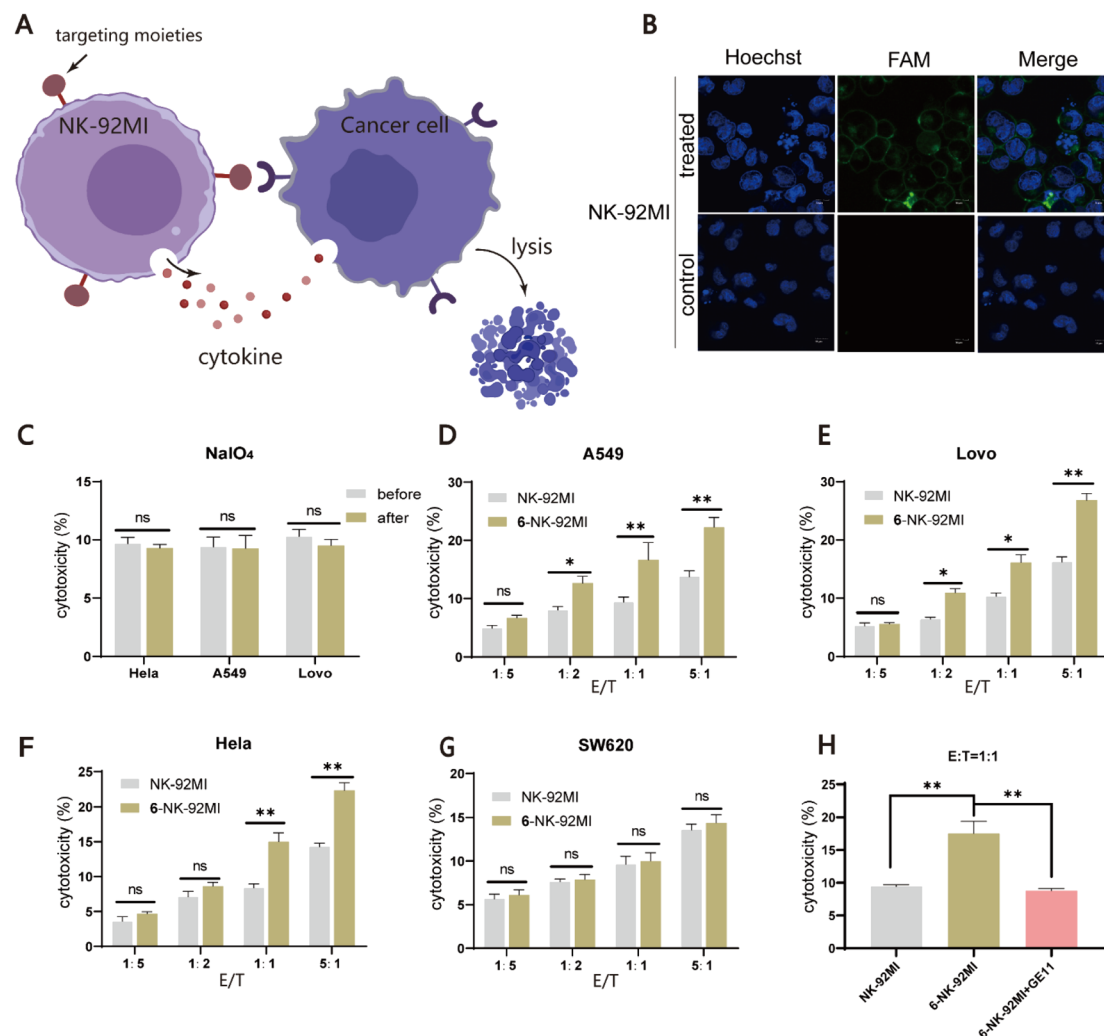 A
targeting moieties
NK-92MI
Cancer cell
lysis
cytokine
B
Hoechst
FAM
Merge
NK-92MI
treated
control
C
NaIO₄
cytotoxicity (%)
15
10
5
0
before
after
ns
ns
ns
Hela
A549
Lovo
D
A549
cytotoxicity (%)
30
20
10
0
NK-92MI
6-NK-92MI
ns
*
**
**
1: 5
1: 2
1: 1
5: 1
E/T
E
Lovo
cytotoxicity (%)
30
20
10
0
NK-92MI
6-NK-92MI
ns
*
*
**
1: 5
1: 2
1: 1
5: 1
E/T
F
Hela
cytotoxicity (%)
25
20
15
10
5
0
NK-92MI
6-NK-92MI
ns
ns
**
**
1: 5
1: 2
1: 1
5: 1
E/T
G
SW620
cytotoxicity (%)
20
15
10
5
0
NK-92MI
6-NK-92MI
ns
ns
ns
ns
1: 5
1: 2
1: 1
5: 1
E/T
H
E:T=1:1
cytotoxicity (%)
20
15
10
5
0
**
**
NK-92MI
6-NK-92MI
6-NK-92MI+GE11